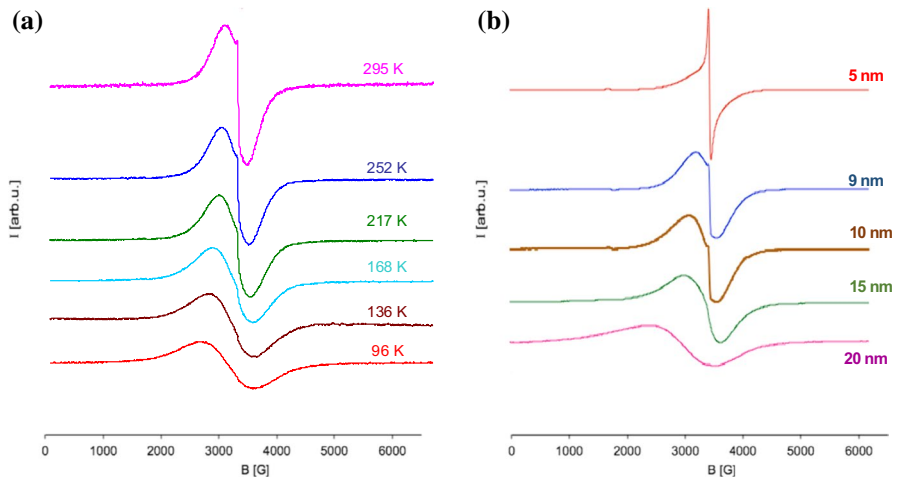 (a)
I [arb.u.]
295 K
252 K
217 K
168 K
136 K
96 K
0 1000 2000 3000 4000 5000 6000
B [G]
(b)
I [arb.u.]
5 nm
9 nm
10 nm
15 nm
20 nm
0 1000 2000 3000 4000 5000 6000
B [G]